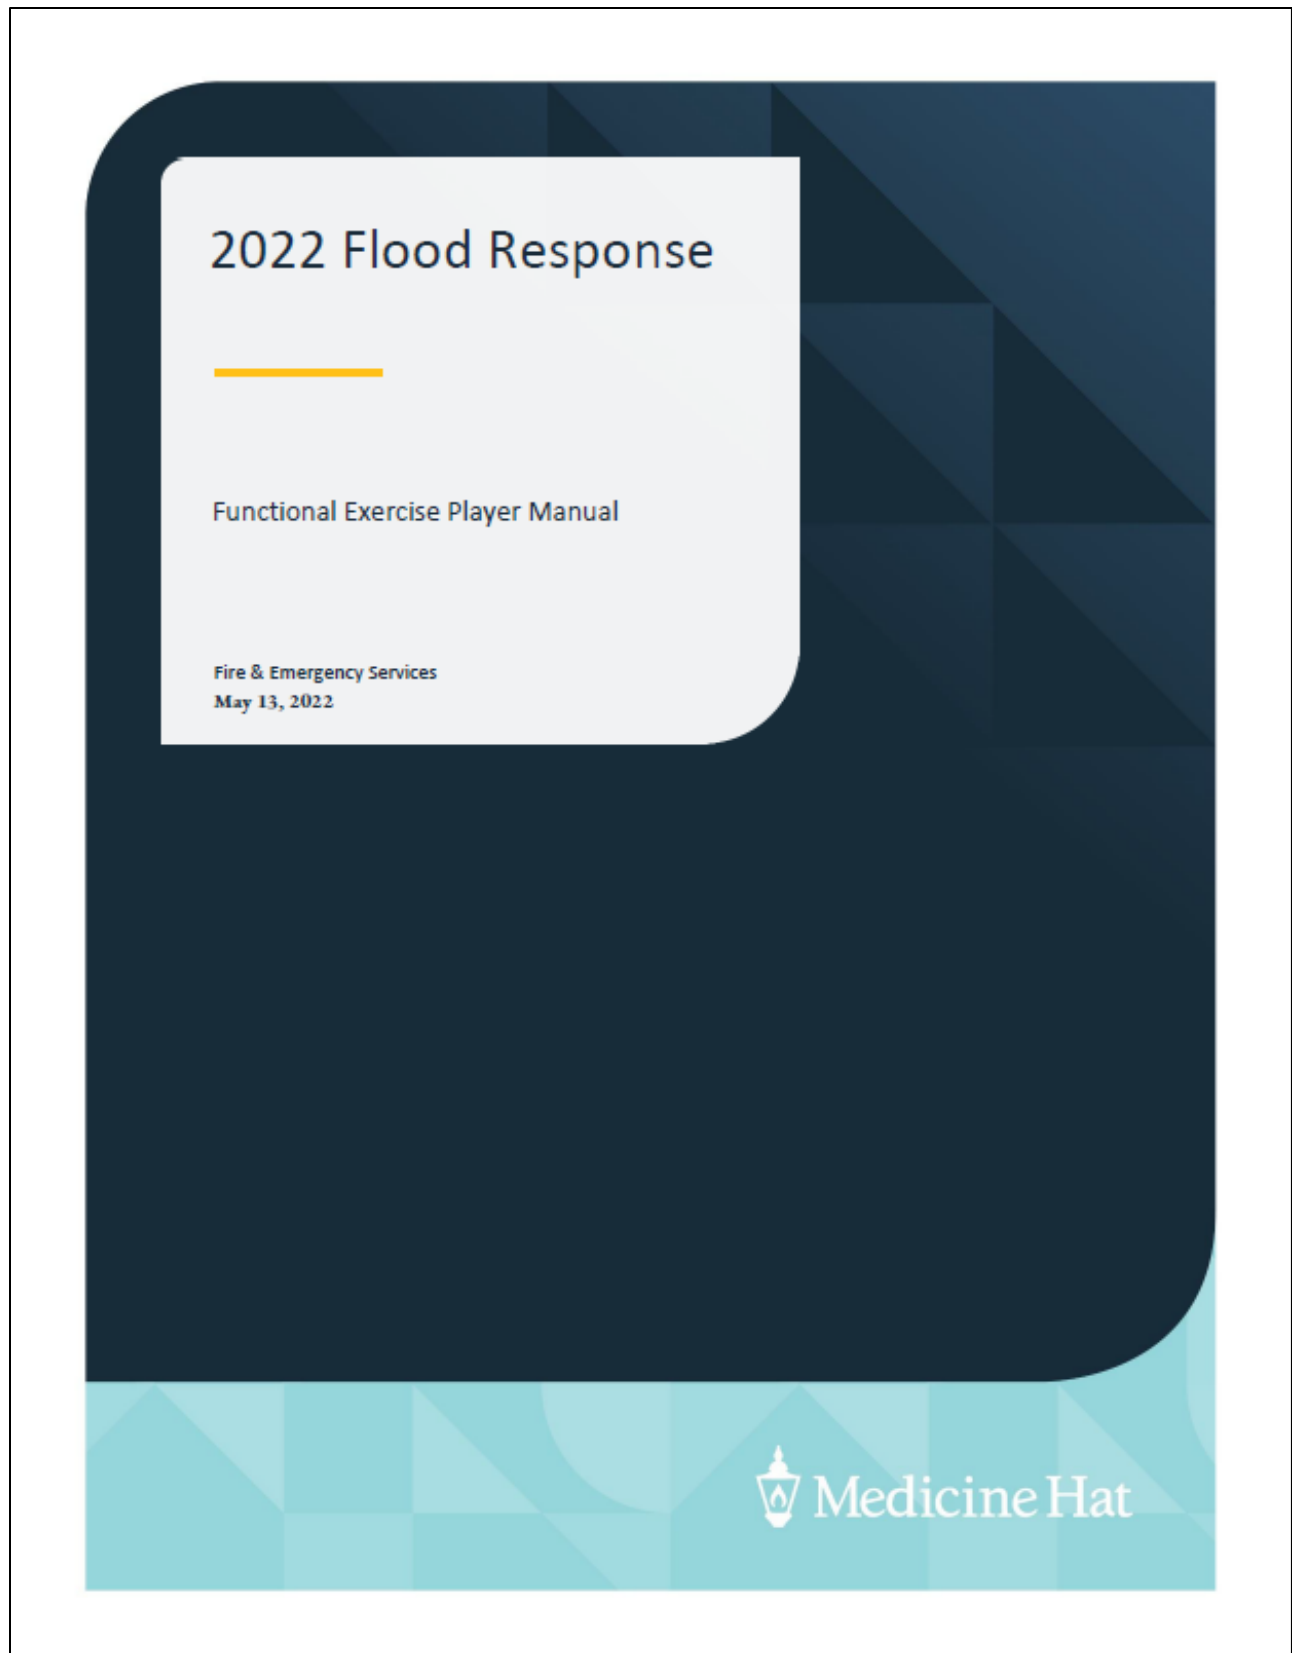 2022 Flood Response
Functional Exercise Player Manual
Fire & Emergency Services
May 13, 2022
Medicine Hat